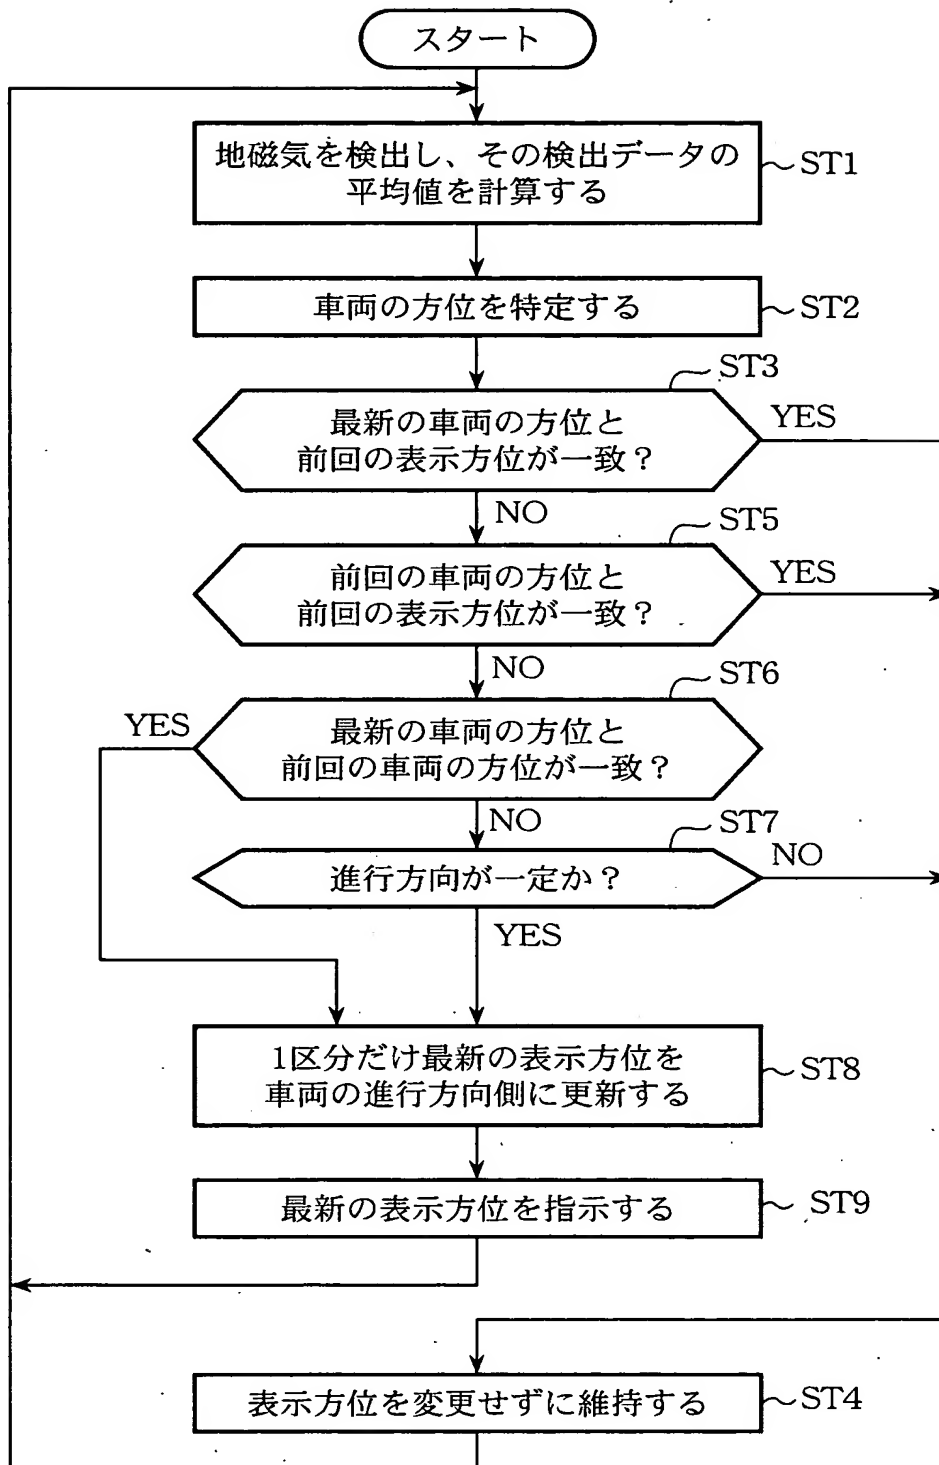 スタート
地磁気を検出し、その検出データの
平均値を計算する
ST1
車両の方位を特定する
ST2
ST3
最新の車両の方位と
前回の表示方位が一致?
YES
NO
ST5
前回の車両の方位と
前回の表示方位が一致?
YES
NO
ST6
YES
最新の車両の方位と
前回の車両の方位が一致?
NO
ST7
進行方向が一定か?
NO
YES
1区分だけ最新の表示方位を
車両の進行方向側に更新する
ST8
最新の表示方位を指示する
ST9
表示方位を変更せずに維持する
ST4